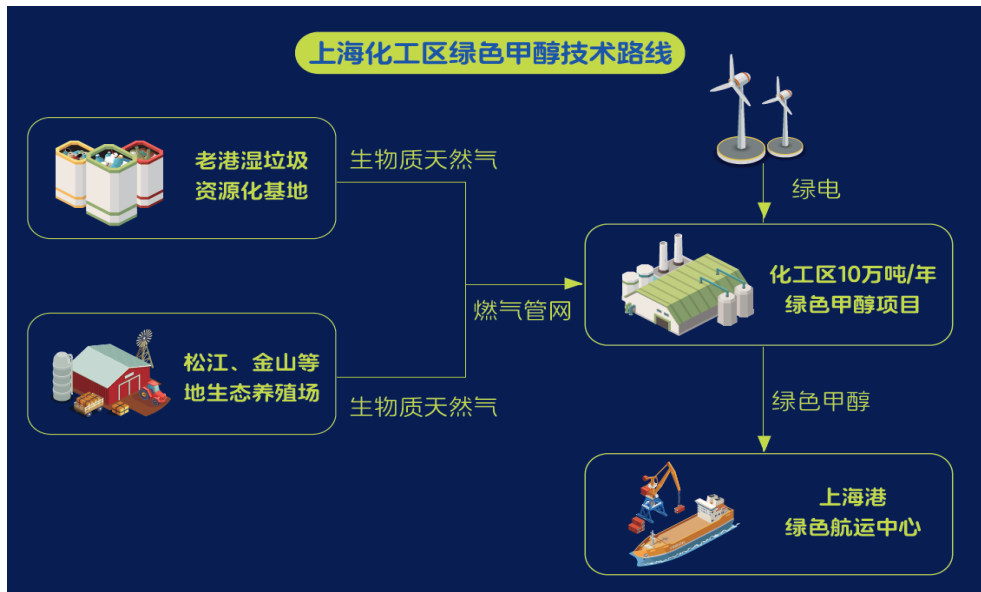 上海化工区绿色甲醇技术路线
老港湿垃圾
资源化基地
生物质天然气
绿电
燃气管网
化工区10万吨/年
绿色甲醇项目
松江、金山等
地生态养殖场
生物质天然气
绿色甲醇
上海港
绿色航运中心